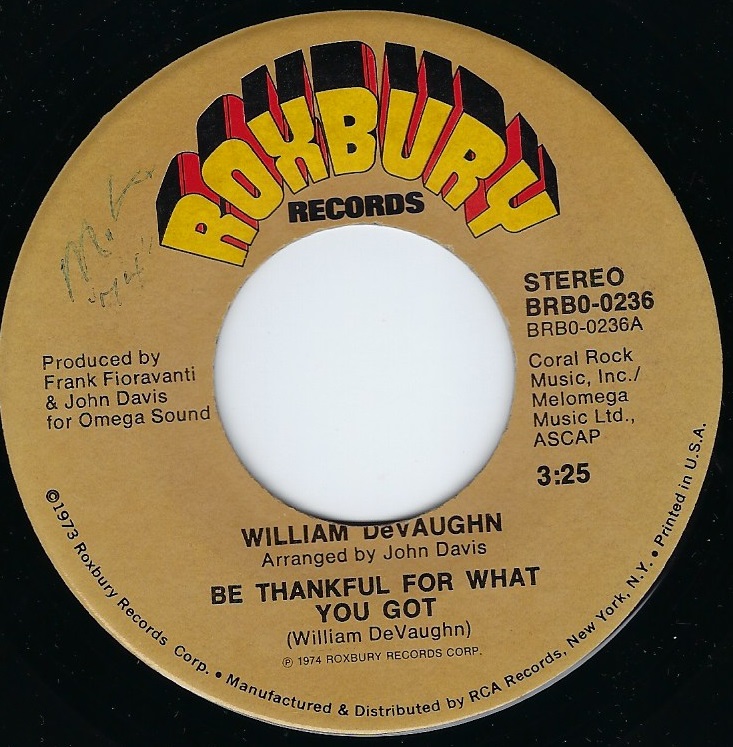 ROXBURY
RECORDS
STEREO
BRBO-0236
BRBO-0236A
Produced by
Frank Fioravanti
& John Davis
for Omega Sound
Coral Rock
Music, Inc./
Melomega
Music Ltd.,
ASCAP
3:25
WILLIAM DeVAUGHN
Arranged by John Davis
BE THANKFUL FOR WHAT
YOU GOT
(William DeVaughn)
℗ 1974 ROXBURY RECORDS CORP.
©1973 Roxbury Records Corp. • Manufactured & Distributed by RCA Records, New York, N.Y. • Printed in U.S.A.